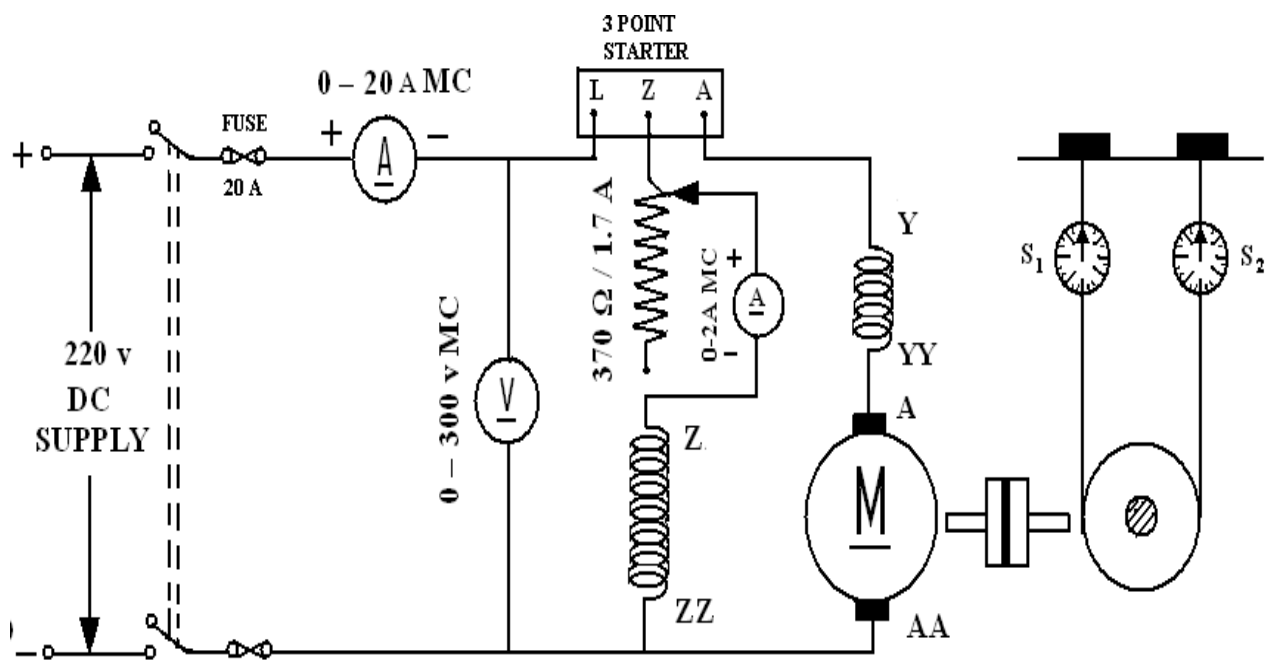 3 POINT
STARTER
0 – 20 A MC
L Z A
+ –
FUSE
A
+
20 A
370 Ω / 1.7 A
Y
S1
S2
+
0-2A MC
A
–
YY
220 v
DC
SUPPLY
0 – 300 v MC
V
Z
A
M
ZZ
AA
–